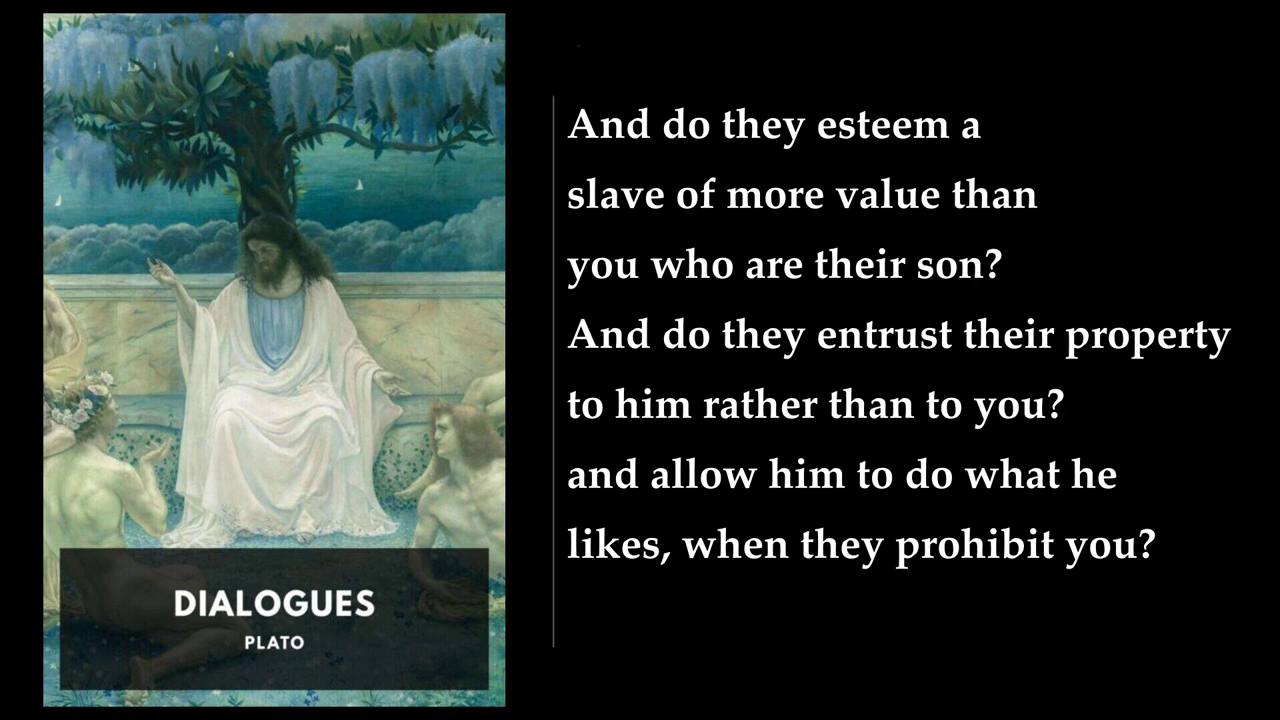 DIALOGUES
PLATO
And do they esteem a
slave of more value than
you who are their son?
And do they entrust their property
to him rather than to you?
and allow him to do what he
likes, when they prohibit you?